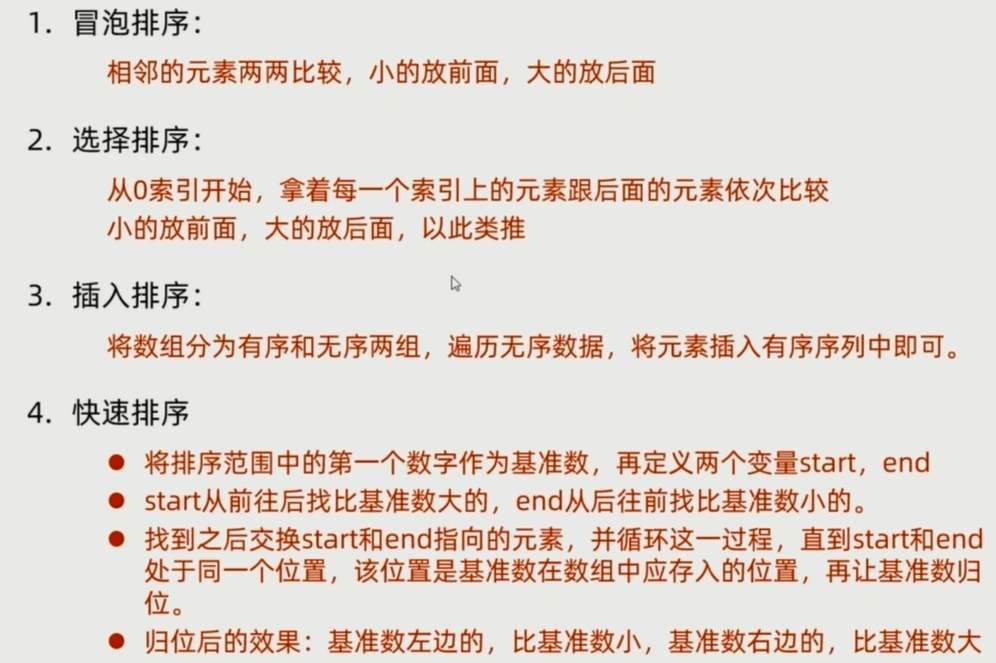 1. 冒泡排序：
相邻的元素两两比较，小的放前面，大的放后面
2. 选择排序：
从0索引开始，拿着每一个索引上的元素跟后面的元素依次比较
小的放前面，大的放后面，以此类推
3. 插入排序：
将数组分为有序和无序两组，遍历无序数据，将元素插入有序序列中即可。
4. 快速排序
● 将排序范围中的第一个数字作为基准数，再定义两个变量start，end
● start从前往后找比基准数大的，end从后往前找比基准数小的。
● 找到之后交换start和end指向的元素，并循环这一过程，直到start和end
处于同一个位置，该位置是基准数在数组中应存入的位置，再让基准数归
位。
● 归位后的效果：基准数左边的，比基准数小，基准数右边的，比基准数大